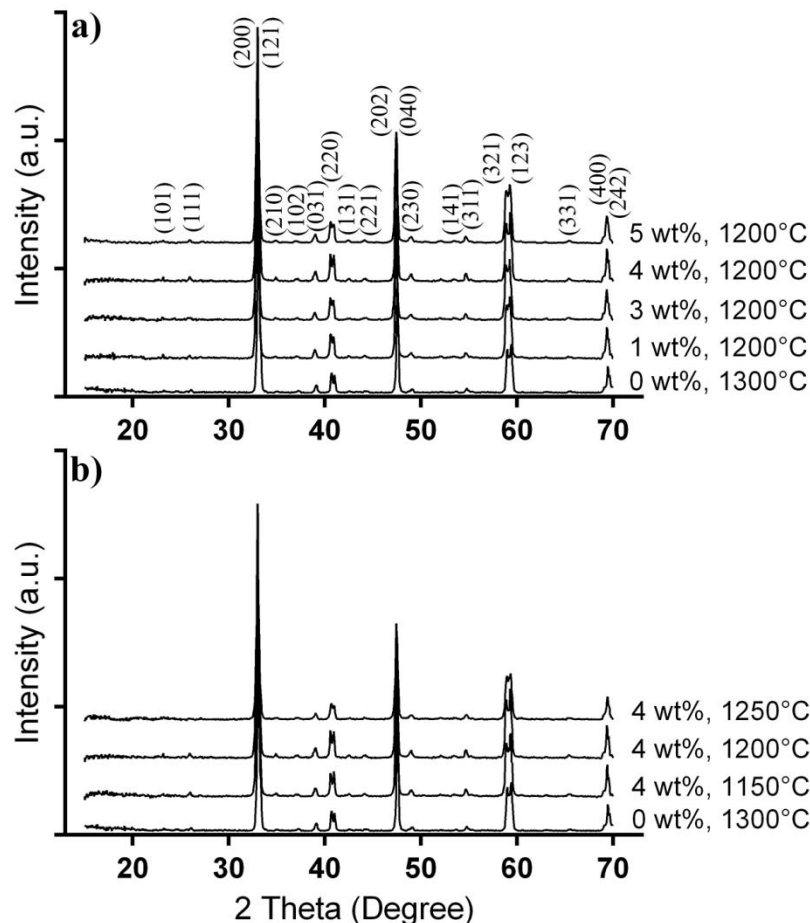 a)
Intensity (a.u.)
(101)
(111)
(200)
(121)
(210)
(102)
(031)
(220)
(131)
(221)
(202)
(040)
(230)
(141)
(311)
(321)
(123)
(331)
(400)
(242)
5 wt%, 1200°C
4 wt%, 1200°C
3 wt%, 1200°C
1 wt%, 1200°C
0 wt%, 1300°C
20 30 40 50 60 70
b)
Intensity (a.u.)
4 wt%, 1250°C
4 wt%, 1200°C
4 wt%, 1150°C
0 wt%, 1300°C
20 30 40 50 60 70
2 Theta (Degree)